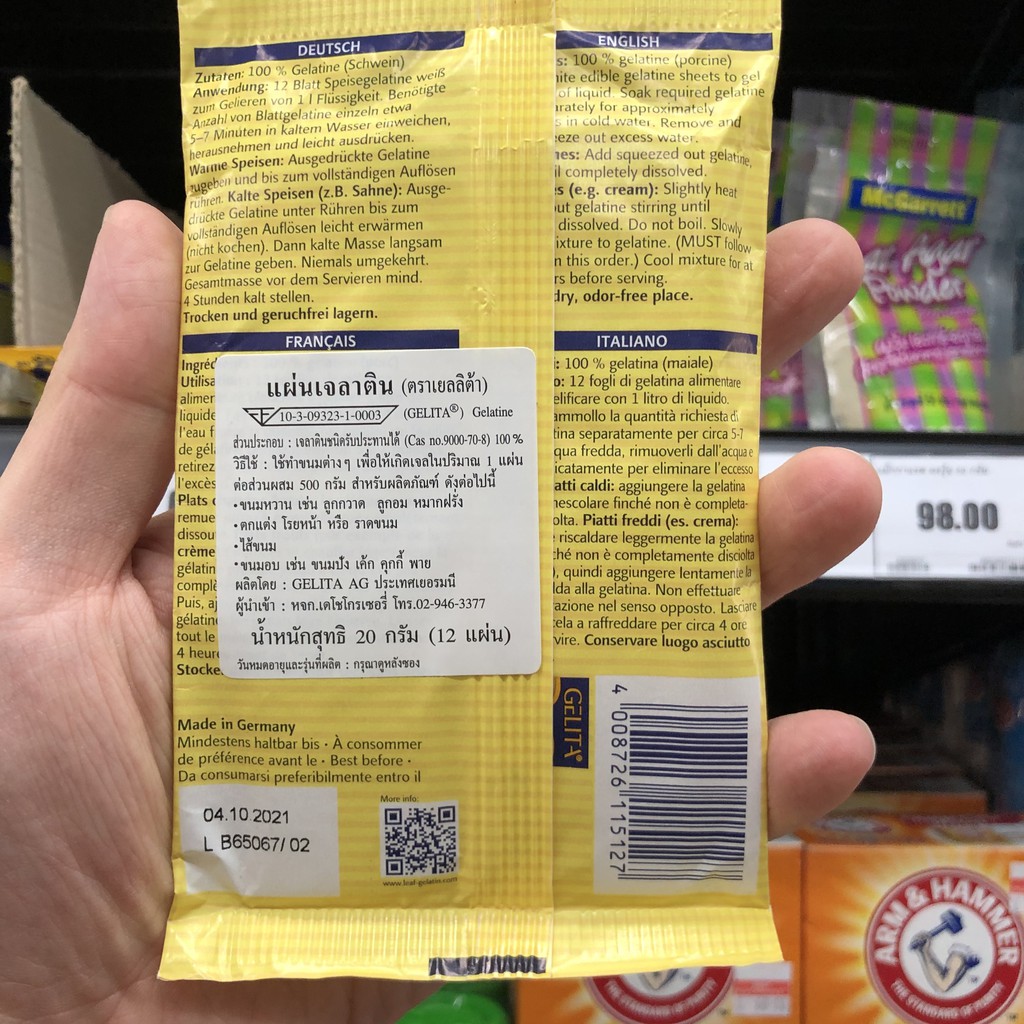 DEUTSCH
Zutaten: 100 % Gelatine (Schwein)
Anwendung: 12 Blatt Speisegelatine weiß
zum Gelieren von 1 l Flüssigkeit. Benötigte
Anzahl von Blattgelatine einzeln etwa
5–7 Minuten in kaltem Wasser einweichen,
herausnehmen und leicht ausdrücken.
Warme Speisen: Ausgedrückte Gelatine
zugeben und bis zum vollständigen Auflösen
rühren. Kalte Speisen (z.B. Sahne): Ausge-
drückte Gelatine unter Rühren bis zum
vollständigen Auflösen leicht erwärmen
(nicht kochen). Dann kalte Masse langsam
zur Gelatine geben. Niemals umgekehrt.
Gesamtmasse vor dem Servieren mind.
4 Stunden kalt stellen.
Trocken und geruchfrei lagern.
ENGLISH
100 % gelatine (porcine)
edible gelatine sheets to gel
of liquid. Soak required gelatine
for approximately
in cold water. Remove and
out excess water.
Add squeezed out gelatine,
completely dissolved.
(e.g. cream): Slightly heat
gelatine stirring until
dissolved. Do not boil. Slowly
to gelatine. (MUST follow
this order.) Cool mixture for at
before serving.
odor-free place.
FRANÇAIS
l'eau
de
retirez
Plats
crème
Puis,
tout le
4
ITALIANO
100 % gelatina (maiale)
12 fogli di gelatina alimentare
con 1 litro di liquido.
la quantità richiesta di
separatamente per circa 5-7
fredda, rimuoverli dall'acqua e
per eliminare l'eccesso
caldi: aggiungere la gelatina
finché non è completa-
Piatti freddi (es. crema):
riscaldare leggermente la gelatina
non è completamente disciolta
quindi aggiungere lentamente la
alla gelatina. Non effettuare
nel senso opposto. Lasciare
a raffreddare per circa 4 ore
Conservare luogo asciutto
แผ่นเจลาติน (ตราเยลลิต้า)
10-3-09323-1-0003 (GELITA®) Gelatine
ส่วนประกอบ : เจลาตินชนิดรับประทานได้ (Cas no.9000-70-8) 100 %
วิธีใช้ : ใช้ทำขนมต่างๆ เพื่อให้เกิดเจลในปริมาณ 1 แผ่น
ต่อส่วนผสม 500 กรัม สำหรับผลิตภัณฑ์ ดังต่อไปนี้
•ขนมหวาน เช่น ลูกกวาด ลูกอม หมากฝรั่ง
•ตกแต่ง โรยหน้า หรือ ราดขนม
•ไส้ขนม
•ขนมอบ เช่น ขนมปัง เค้ก คุกกี้ พาย
ผลิตโดย : GELITA AG ประเทศเยอรมนี
ผู้นำเข้า : หจก.เดโชโกรเซอรี่ โทร.02-946-3377
น้ำหนักสุทธิ 20 กรัม (12 แผ่น)
วันหมดอายุและรุ่นที่ผลิต : กรุณาดูหลังซอง
Made in Germany
Mindestens haltbar bis · À consommer
de préférence avant le · Best before ·
Da consumarsi preferibilmente entro il
04.10.2021
L B65067/ 02
More info:
www.leaf-gelatin.com
GELITA®
4 008726 115127
McGarrett
Agar
Powder
98.00
ARM & HAMMER
THE STANDARD OF PURITY